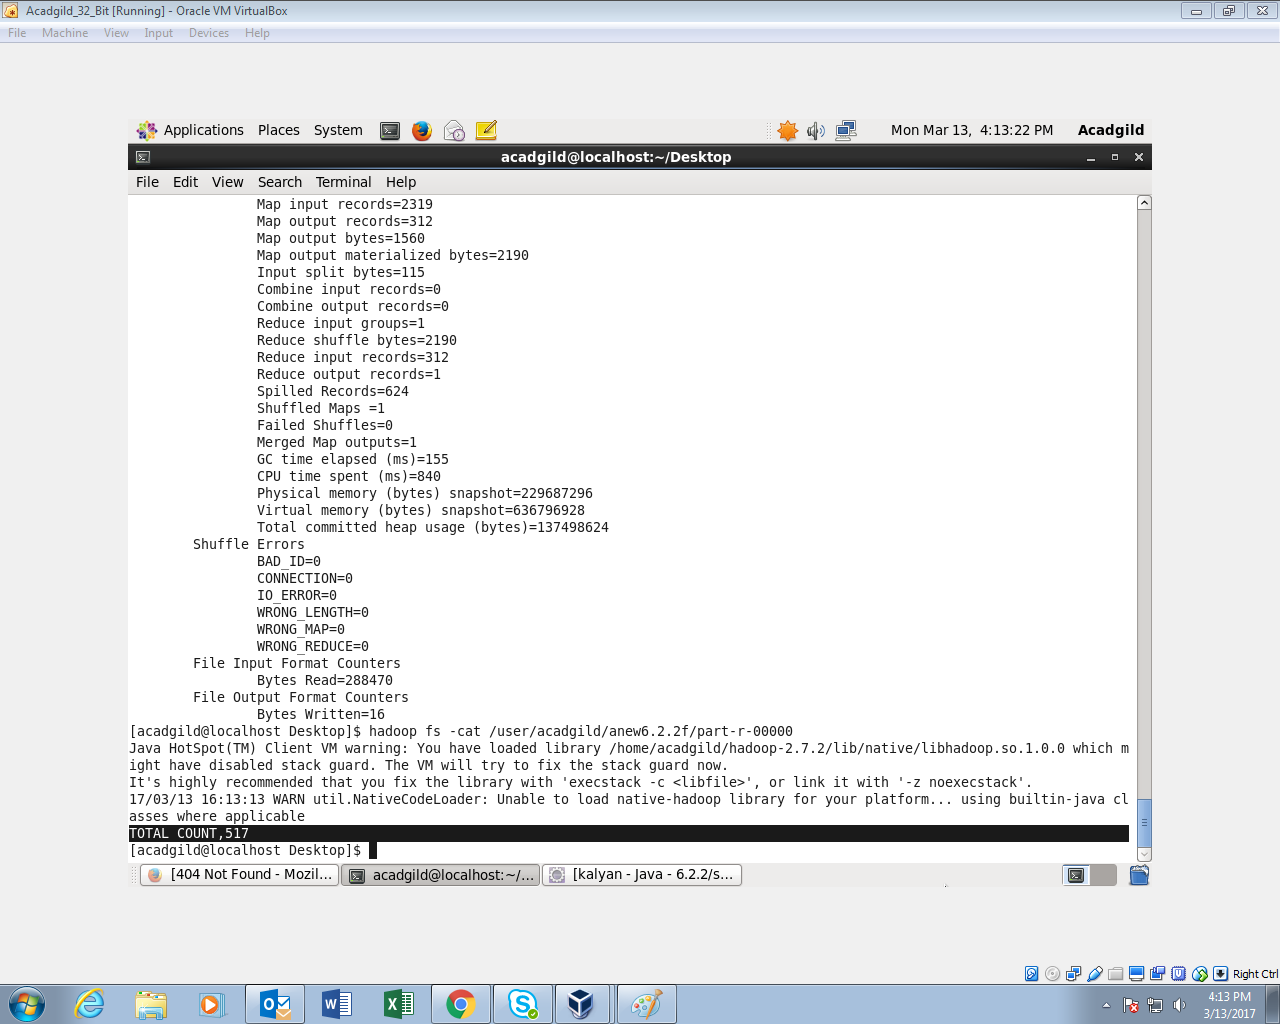 Acadgild_32_Bit [Running] - Oracle VM VirtualBox
File Machine View Input Devices Help
Applications Places System Mon Mar 13, 4:13:22 PM Acadgild
acadgild@localhost:~/Desktop
File Edit View Search Terminal Help
Map input records=2319
Map output records=312
Map output bytes=1560
Map output materialized bytes=2190
Input split bytes=115
Combine input records=0
Combine output records=0
Reduce input groups=1
Reduce shuffle bytes=2190
Reduce input records=312
Reduce output records=1
Spilled Records=624
Shuffled Maps =1
Failed Shuffles=0
Merged Map outputs=1
GC time elapsed (ms)=155
CPU time spent (ms)=840
Physical memory (bytes) snapshot=229687296
Virtual memory (bytes) snapshot=636796928
Total committed heap usage (bytes)=137498624
Shuffle Errors
BAD_ID=0
CONNECTION=0
IO_ERROR=0
WRONG_LENGTH=0
WRONG_MAP=0
WRONG_REDUCE=0
File Input Format Counters
Bytes Read=288470
File Output Format Counters
Bytes Written=16
[acadgild@localhost Desktop]$ hadoop fs -cat /user/acadgild/anew6.2.2f/part-r-00000
Java HotSpot(TM) Client VM warning: You have loaded library /home/acadgild/hadoop-2.7.2/lib/native/libhadoop.so.1.0.0 which m
ight have disabled stack guard. The VM will try to fix the stack guard now.
It's highly recommended that you fix the library with 'execstack -c <libfile>', or link it with '-z noexecstack'.
17/03/13 16:13:13 WARN util.NativeCodeLoader: Unable to load native-hadoop library for your platform... using builtin-java cl
asses where applicable
TOTAL COUNT,517
[acadgild@localhost Desktop]$
[404 Not Found - Mozil... acadgild@localhost:~/... [kalyan - Java - 6.2.2/s...
Right Ctrl
4:13 PM
3/13/2017